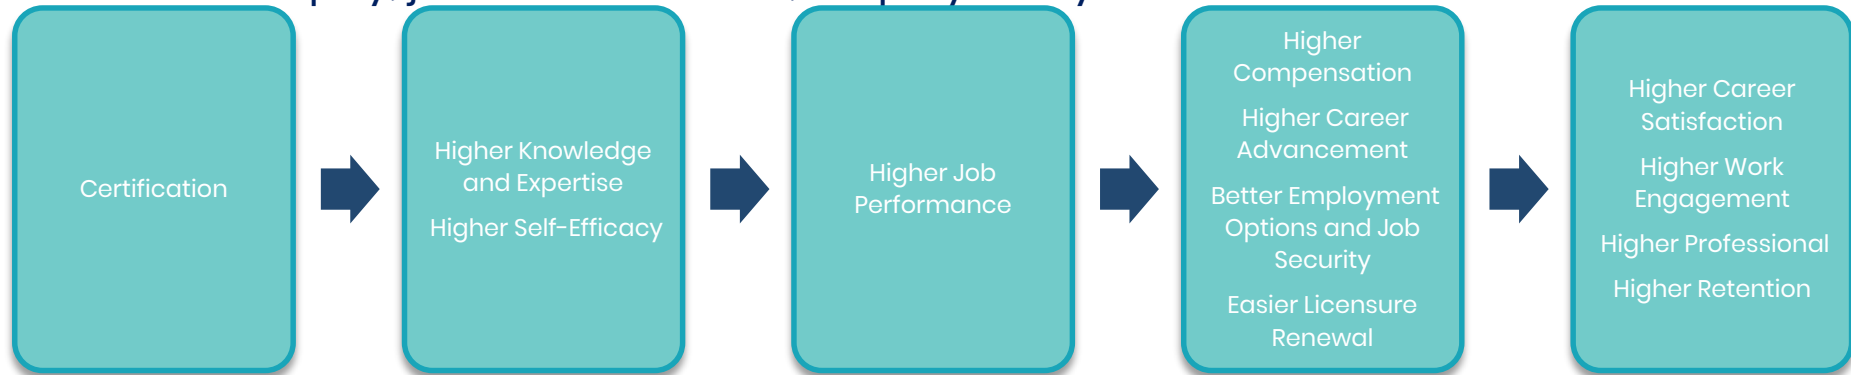 Certification
Higher Knowledge
and Expertise
Higher Self-Efficacy
Higher Job
Performance
Higher
Compensation
Higher Career
Advancement
Better Employment
Options and Job
Security
Easier Licensure
Renewal
Higher Career
Satisfaction
Higher Work
Engagement
Higher Professional
Higher Retention